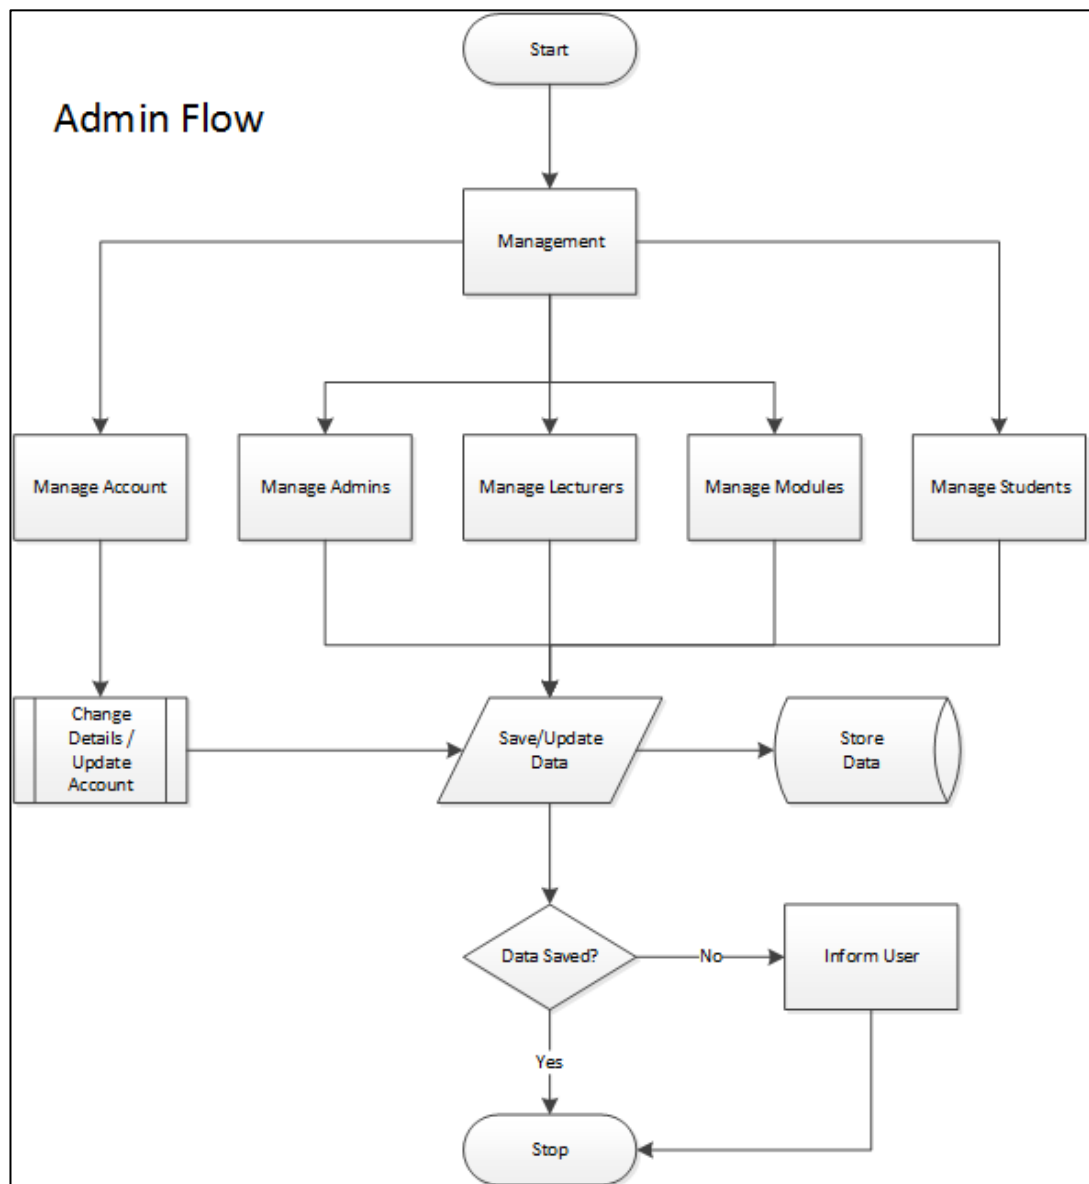 Start
Admin Flow
Management
Manage Account
Manage Admins
Manage Lecturers
Manage Modules
Manage Students
Change
Details /
Update
Account
Save/Update
Data
Store
Data
Data Saved?
No
Inform User
Yes
Stop